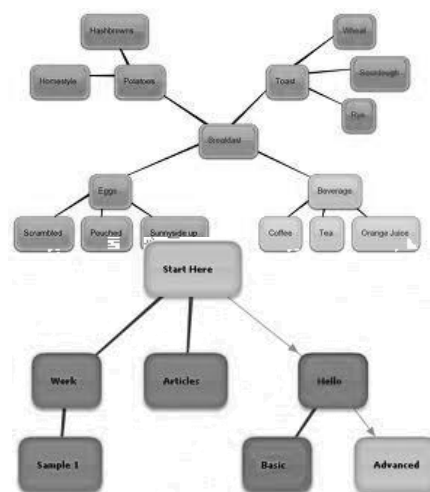 Hashbrowns
Wheat
Homestyle
Potatoes
Toast
Sourdough
Rye
Breakfast
Eggs
Beverage
Scrambled
Poached
Sunnyside up
Coffee
Tea
Orange Juice
Start Here
Work
Articles
Hello
Sample 1
Basic
Advanced